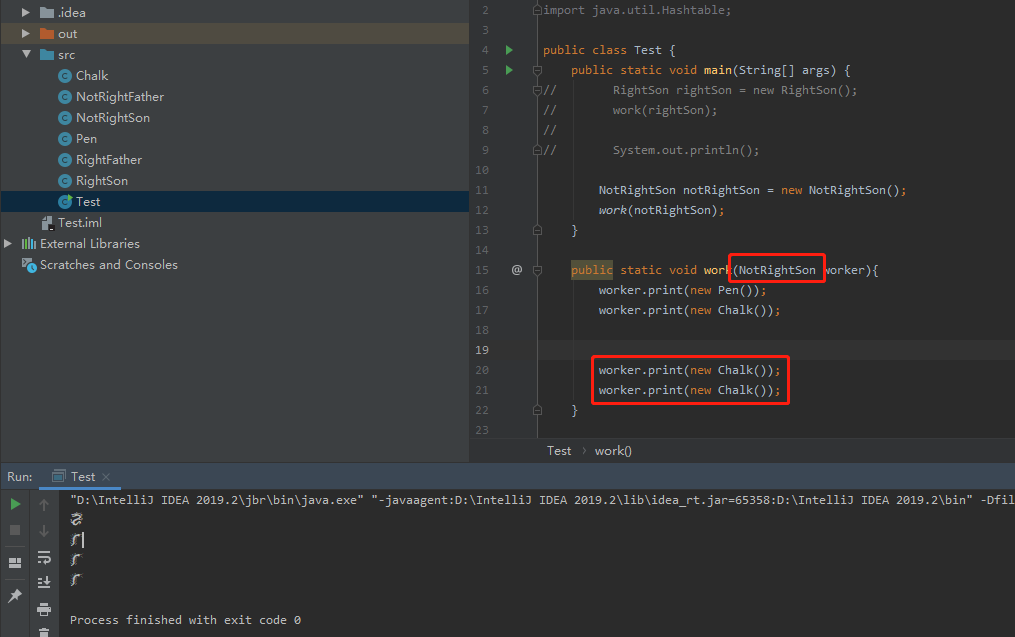 .idea
out
src
Chalk
NotRightFather
NotRightSon
Pen
RightFather
RightSon
Test
Test.iml
External Libraries
Scratches and Consoles
2 import java.util.Hashtable;
3
4 public class Test {
5 public static void main(String[] args) {
6 // RightSon rightSon = new RightSon();
7 // work(rightSon);
8 //
9 // System.out.println();
10
11 NotRightSon notRightSon = new NotRightSon();
12 work(notRightSon);
13 }
14
15 @ public static void work(NotRightSon worker){
16 worker.print(new Pen());
17 worker.print(new Chalk());
18
19
20 worker.print(new Chalk());
21 worker.print(new Chalk());
22 }
23
Test › work()
Run: Test ×
"D:\IntelliJ IDEA 2019.2\jbr\bin\java.exe" "-javaagent:D:\IntelliJ IDEA 2019.2\lib\idea_rt.jar=65358:D:\IntelliJ IDEA 2019.2\bin" -Dfil
Process finished with exit code 0